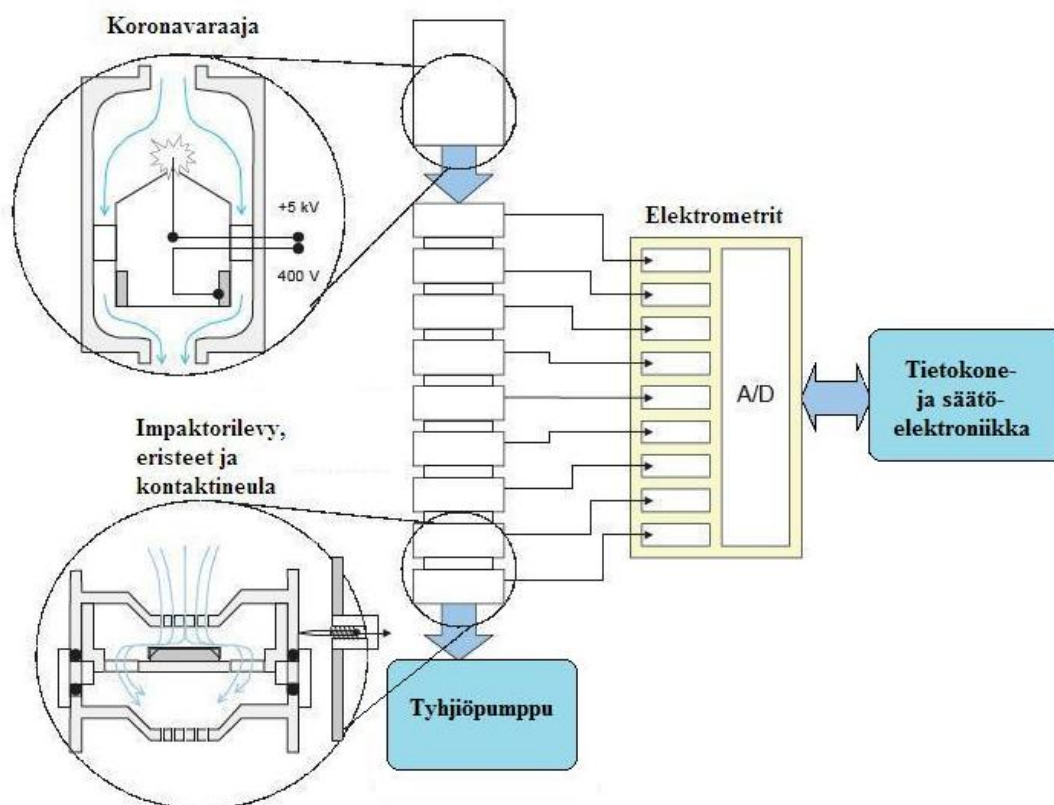 Koronavaraaja
+5 kV
400 V
Elektrometrit
A/D
Tietokone-
ja säätö-
elektroniikka
Impaktorilevy,
eristeet ja
kontaktineula
Tyhjiöpumppu